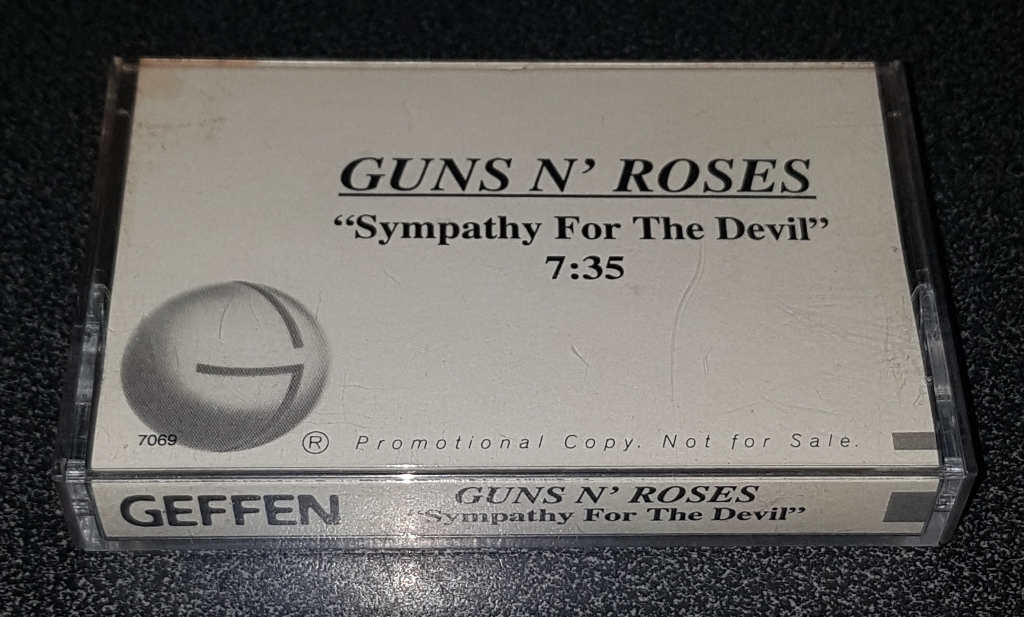 GUNS N' ROSES
“Sympathy For The Devil”
7:35
7069
® Promotional Copy. Not for Sale.
GEFFEN
GUNS N' ROSES
“Sympathy For The Devil”